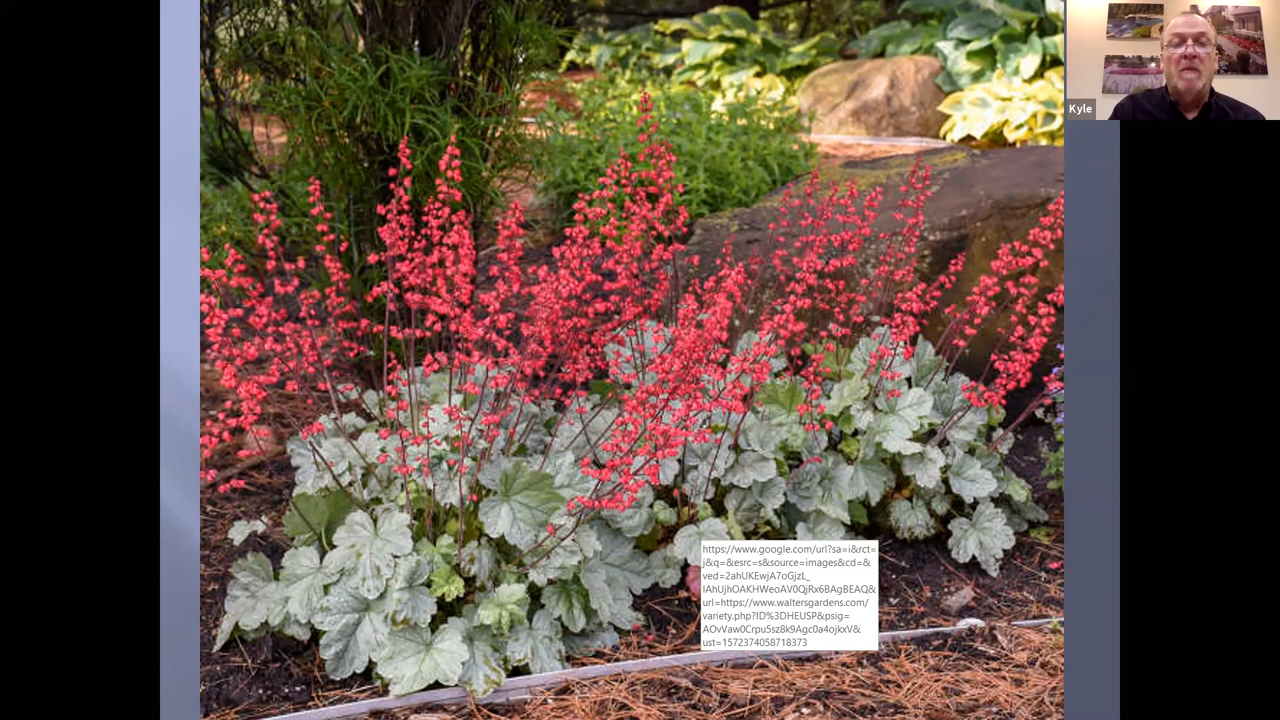 Kyle
https://www.google.com/url?sa=i&rct=
j&q=&esrc=s&source=images&cd=&
ved=2ahUKEwjA7oGjzL_
IAhUjhOAKHWeoAV0QjRx6BAgBEAQ&
url=https://www.waltersgardens.com/
variety.php?ID%3DHEUSP&psig=
AOvVaw0Crpu5sz8k9Agc0a4ojkxV&
ust=1572374058718373